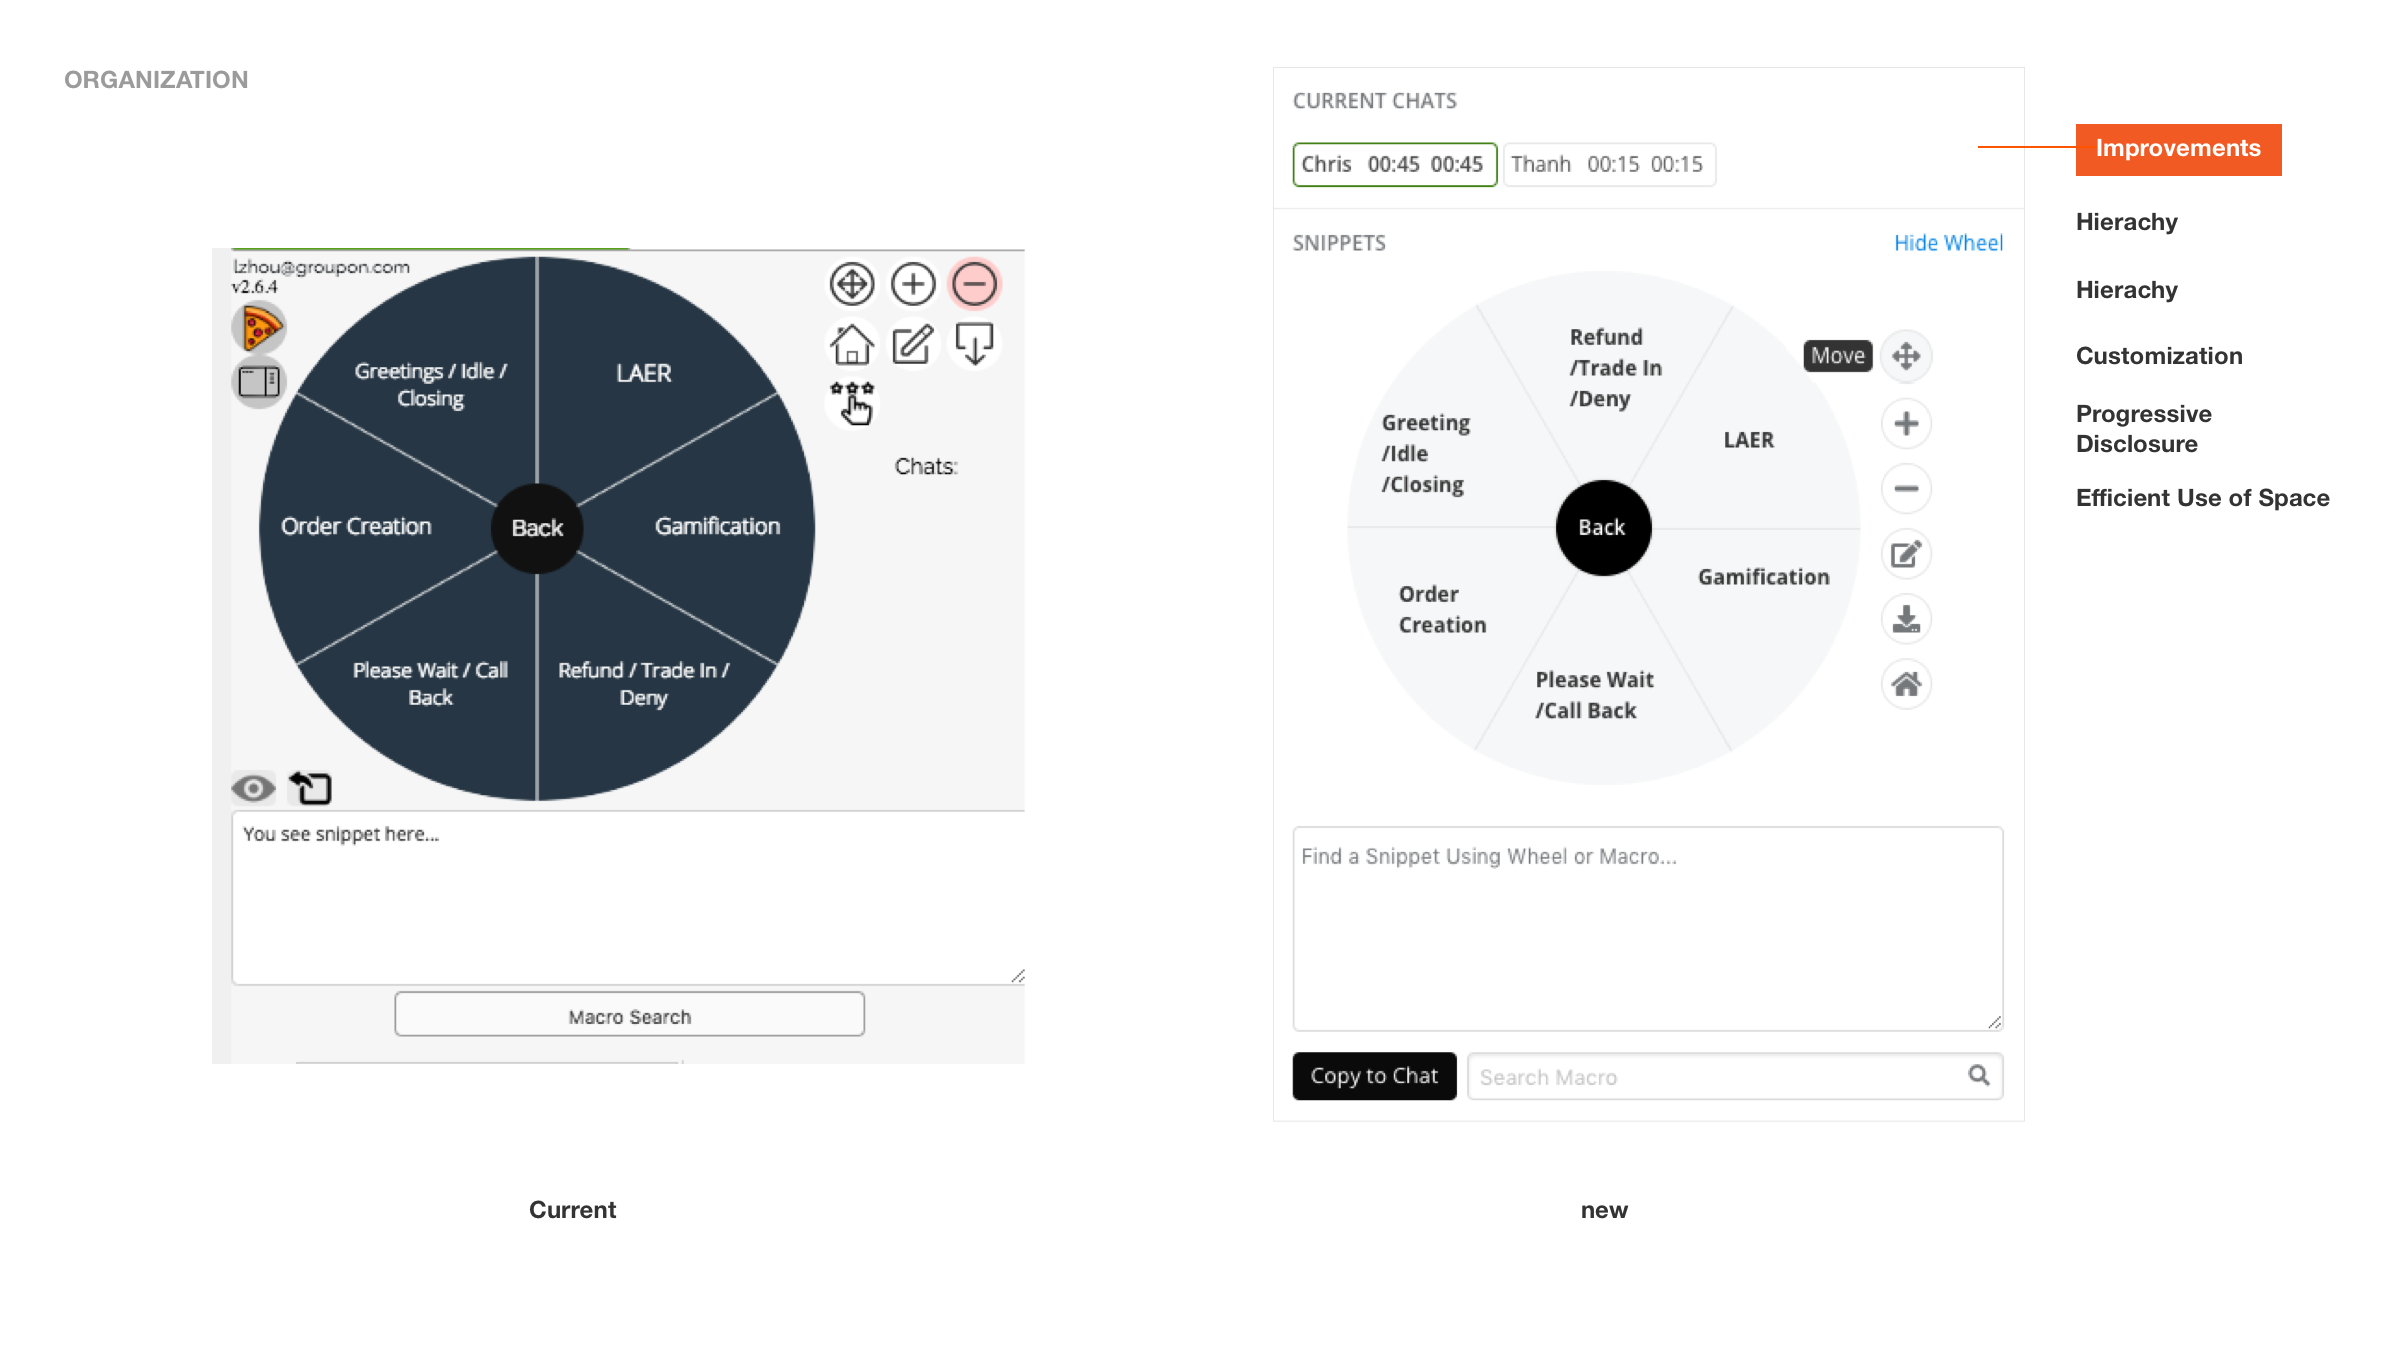 ORGANIZATION
lzhou@groupon.com
v2.6.4
Greetings / Idle /
Closing
LAER
Order Creation
Back
Gamification
Please Wait / Call
Back
Refund / Trade In /
Deny
Chats:
You see snippet here...
Macro Search
Current
CURRENT CHATS
Chris 00:45 00:45
Thanh 00:15 00:15
SNIPPETS
Hide Wheel
Refund
/Trade In
/Deny
Greeting
/Idle
/Closing
LAER
Move
Back
Order
Creation
Gamification
Please Wait
/Call Back
Find a Snippet Using Wheel or Macro...
Copy to Chat
Search Macro
new
Improvements
Hierachy
Hierachy
Customization
Progressive
Disclosure
Efficient Use of Space